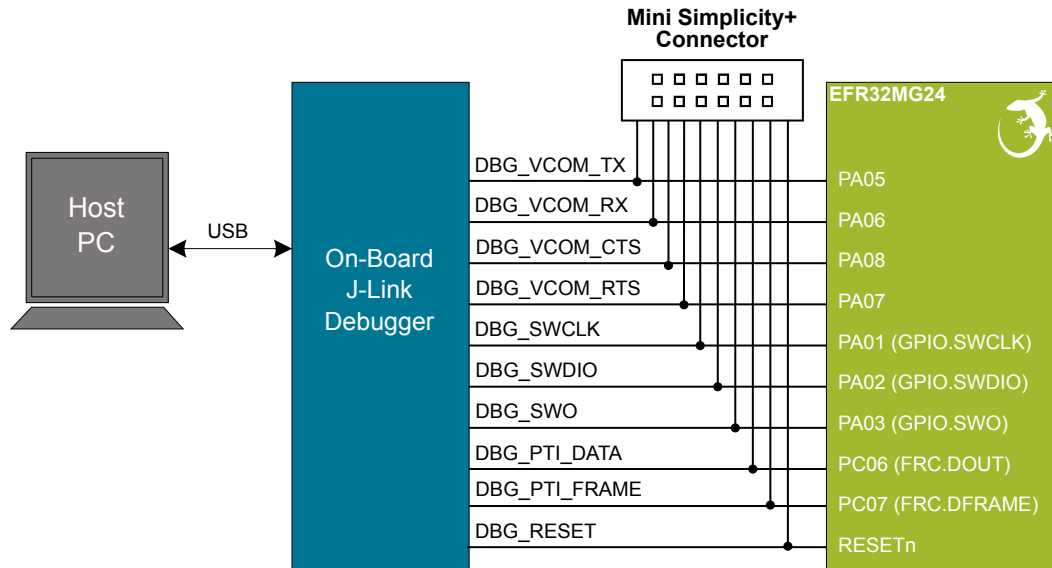 Mini Simplicity+
Connector
EFR32MG24
Host
PC
USB
On-Board
J-Link
Debugger
DBG_VCOM_TX
PA05
DBG_VCOM_RX
PA06
DBG_VCOM_CTS
PA08
DBG_VCOM_RTS
PA07
DBG_SWCLK
PA01 (GPIO.SWCLK)
DBG_SWDIO
PA02 (GPIO.SWDIO)
DBG_SWO
PA03 (GPIO.SWO)
DBG_PTI_DATA
PC06 (FRC.DOUT)
DBG_PTI_FRAME
PC07 (FRC.DFRAME)
DBG_RESET
RESETn